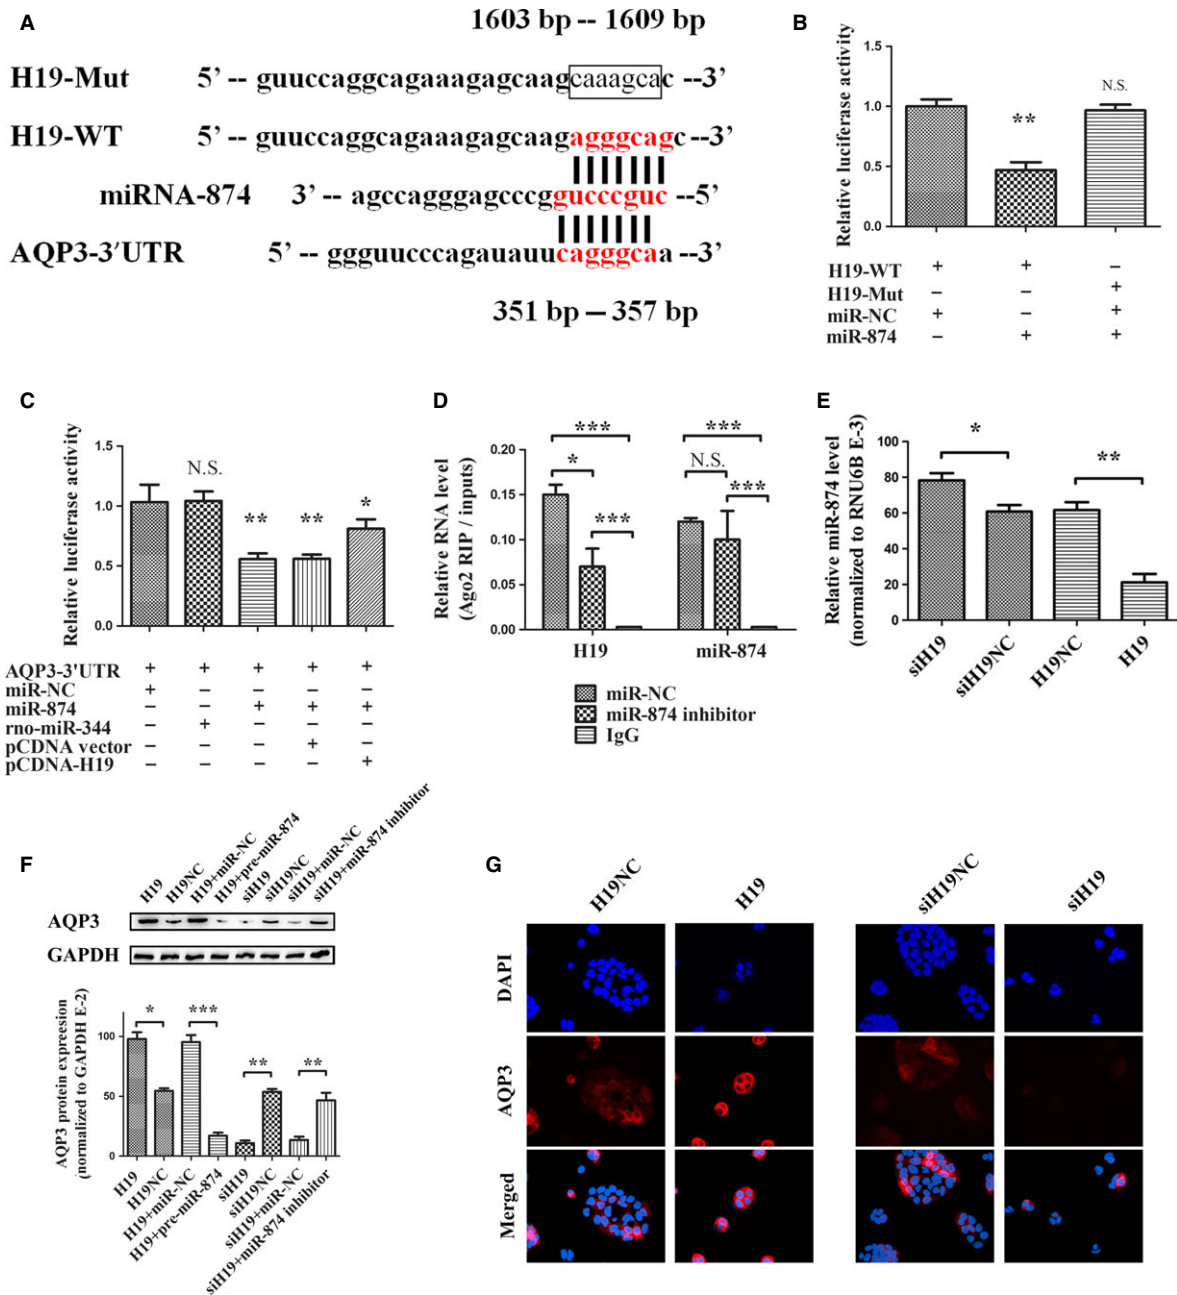 A
1603 bp -- 1609 bp
H19-Mut 5’ -- guuccaggcagaaagagcaagcaaagcac --3’
H19-WT 5’ -- guuccaggcagaaagagcaagagggcagc--3’
miRNA-874 3’ -- agccagggagcccggucccguc --5’
AQP3-3′UTR 5’ -- ggguucccagauauucagggcaa --3’
351 bp – 357 bp
B
Relative luciferase activity
1.5
1.0
0.5
0.0
**
N.S.
H19-WT + + –
H19-Mut – – +
miR-NC + – +
miR-874 – + +
C
Relative luciferase activity
1.5
1.0
0.5
0.0
N.S.
** ** *
AQP3-3'UTR + + + + +
miR-NC + – – – –
miR-874 – – + + +
rno-miR-344 – + – – –
pCDNA vector – – – + –
pCDNA-H19 – – – – +
D
Relative RNA level
(Ago2 RIP / inputs)
0.20
0.15
0.10
0.05
0.00
*** ***
* N.S.
*** ***
H19 miR-874
miR-NC
miR-874 inhibitor
IgG
E
Relative miR-874 level
(normalized to RNU6B E-3)
100
80
60
40
20
0
* **
siH19 siH19NC H19NC H19
F
H19 H19NC H19+miR-NC H19+pre-miR-874 siH19 siH19NC siH19+miR-NC siH19+miR-874 inhibitor
AQP3
GAPDH
AQP3 protein expreesion
(normalized to GAPDH E-2)
100
50
0
* *** ** **
H19 H19NC H19+miR-NC H19+pre-miR-874 siH19 siH19NC siH19+miR-NC siH19+miR-874 inhibitor
G
H19NC H19 siH19NC siH19
DAPI
AQP3
Merged